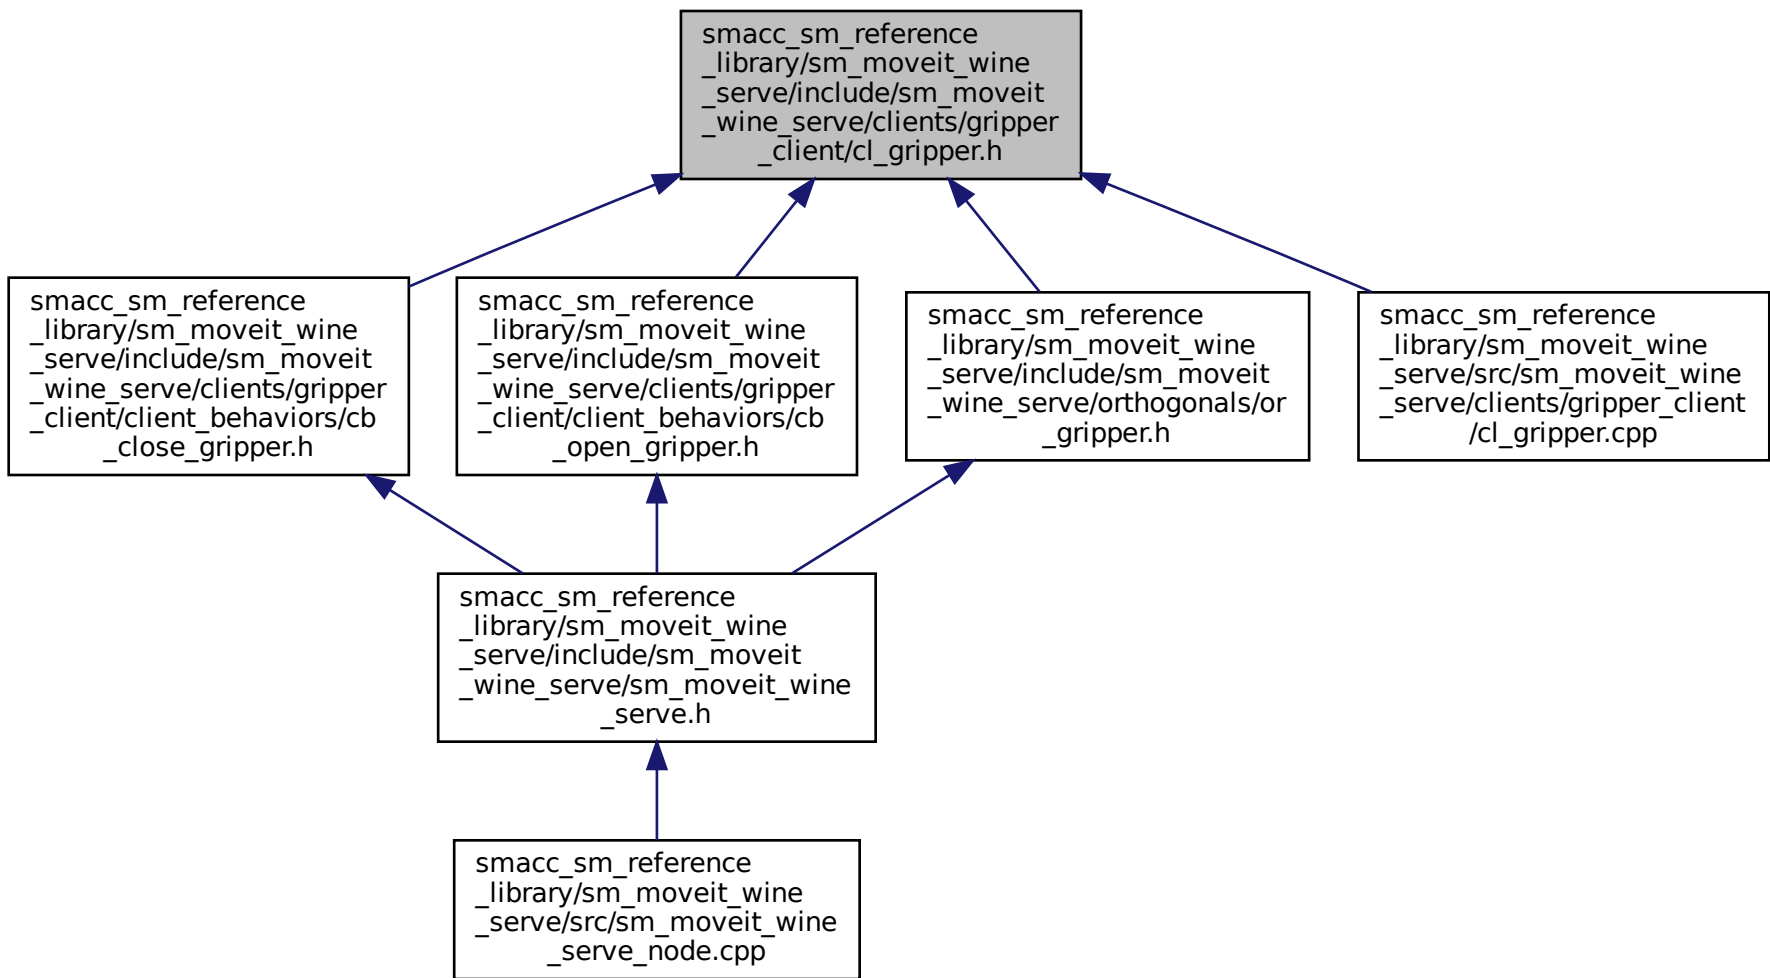 smacc_sm_reference
_library/sm_moveit_wine
_serve/include/sm_moveit
_wine_serve/clients/gripper
_client/cl_gripper.h
smacc_sm_reference
_library/sm_moveit_wine
_serve/include/sm_moveit
_wine_serve/clients/gripper
_client/client_behaviors/cb
_close_gripper.h
smacc_sm_reference
_library/sm_moveit_wine
_serve/include/sm_moveit
_wine_serve/clients/gripper
_client/client_behaviors/cb
_open_gripper.h
smacc_sm_reference
_library/sm_moveit_wine
_serve/include/sm_moveit
_wine_serve/orthogonals/or
_gripper.h
smacc_sm_reference
_library/sm_moveit_wine
_serve/src/sm_moveit_wine
_serve/clients/gripper_client
/cl_gripper.cpp
smacc_sm_reference
_library/sm_moveit_wine
_serve/include/sm_moveit
_wine_serve/sm_moveit_wine
_serve.h
smacc_sm_reference
_library/sm_moveit_wine
_serve/src/sm_moveit_wine
_serve_node.cpp